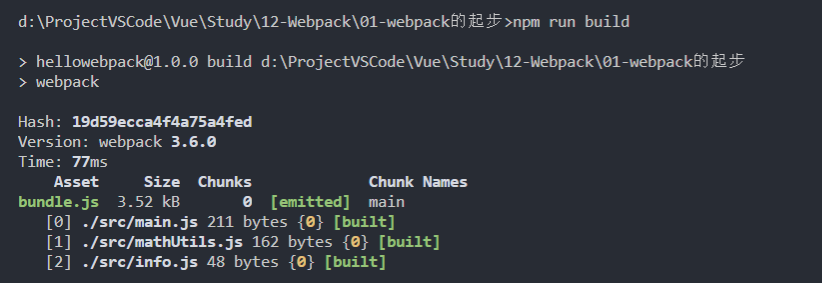 d:\ProjectVSCode\Vue\Study\12-Webpack\01-webpack的起步>npm run build
> hellowebpack@1.0.0 build d:\ProjectVSCode\Vue\Study\12-Webpack\01-webpack的起步
> webpack
Hash: 19d59ecca4f4a75a4fed
Version: webpack 3.6.0
Time: 77ms
Asset Size Chunks Chunk Names
bundle.js 3.52 kB 0 [emitted] main
[0] ./src/main.js 211 bytes {0} [built]
[1] ./src/mathUtils.js 162 bytes {0} [built]
[2] ./src/info.js 48 bytes {0} [built]